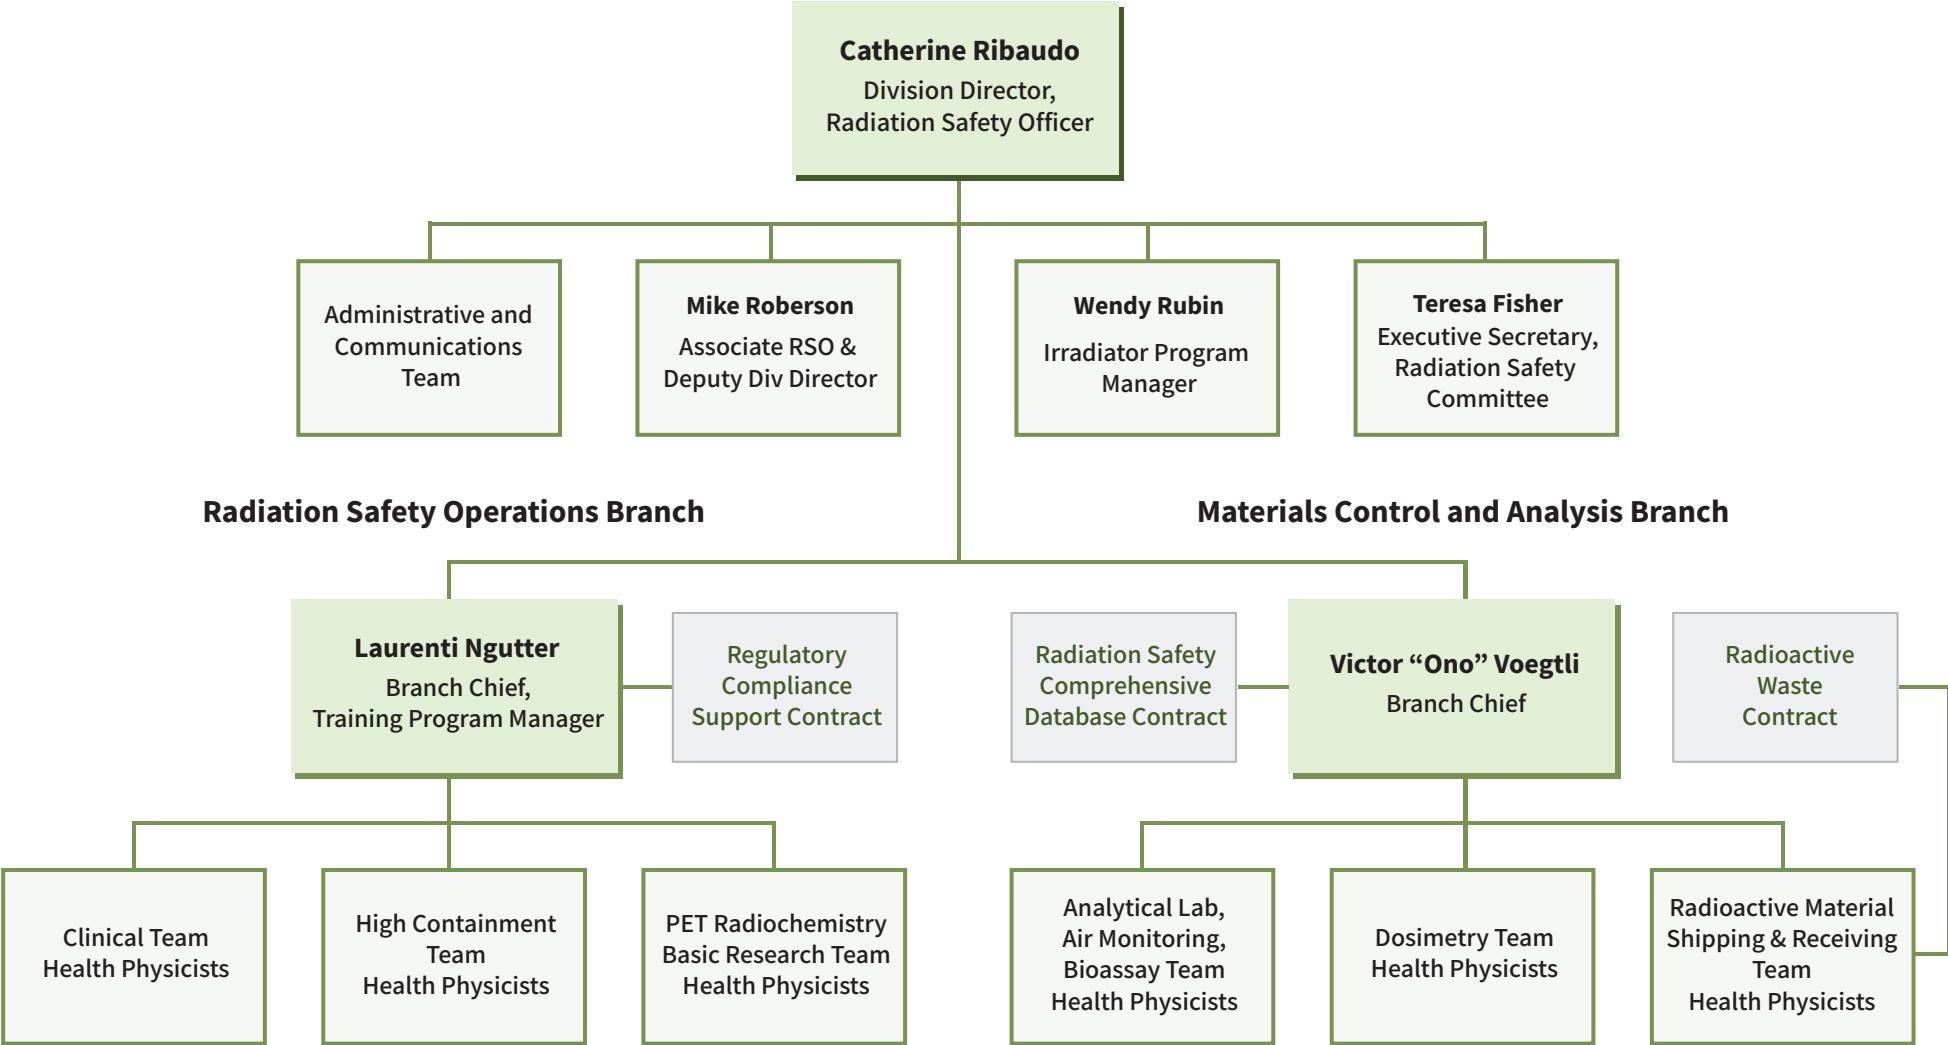 Catherine Ribaudo
Division Director,
Radiation Safety Officer
Administrative and
Communications
Team
Mike Roberson
Associate RSO &
Deputy Div Director
Wendy Rubin
Irradiator Program
Manager
Teresa Fisher
Executive Secretary,
Radiation Safety
Committee
Radiation Safety Operations Branch
Materials Control and Analysis Branch
Laurenti Ngutter
Branch Chief,
Training Program Manager
Regulatory
Compliance
Support Contract
Radiation Safety
Comprehensive
Database Contract
Victor “Ono” Voegtli
Branch Chief
Radioactive
Waste
Contract
Clinical Team
Health Physicists
High Containment
Team
Health Physicists
PET Radiochemistry
Basic Research Team
Health Physicists
Analytical Lab,
Air Monitoring,
Bioassay Team
Health Physicists
Dosimetry Team
Health Physicists
Radioactive Material
Shipping & Receiving
Team
Health Physicists